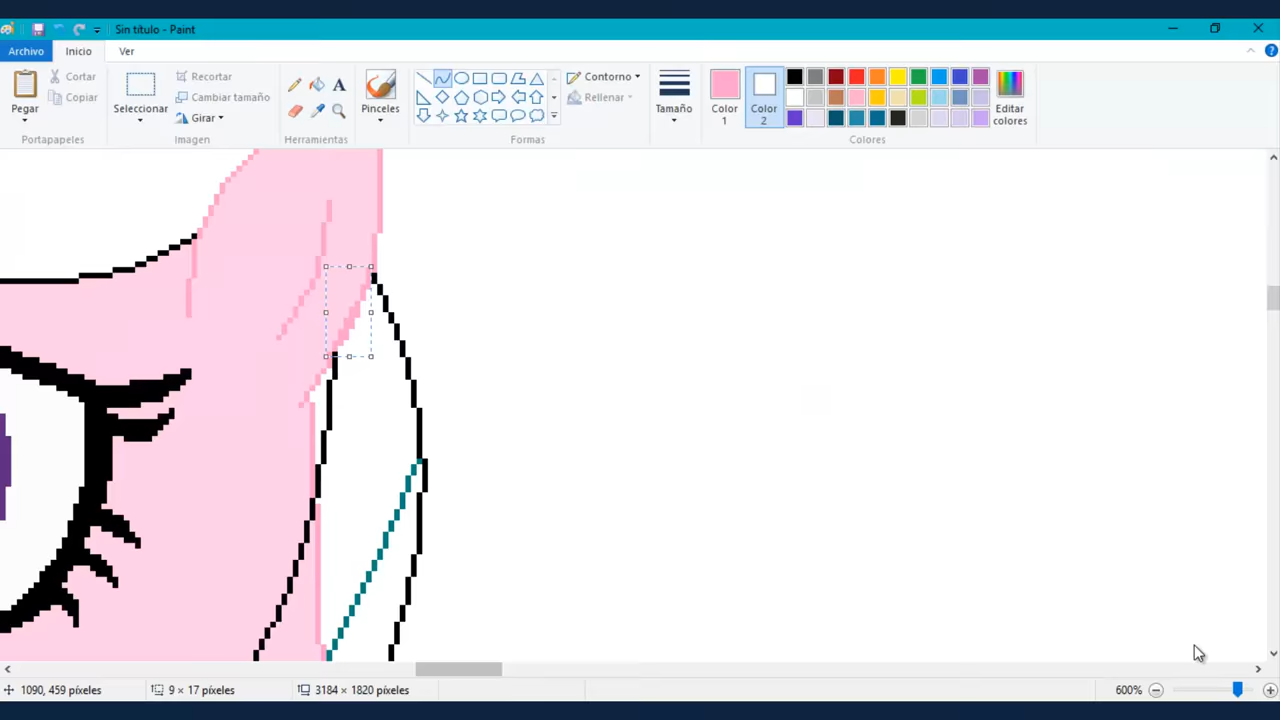 Sin título - Paint
Archivo Inicio Ver
Pegar
Cortar
Copiar
Portapapeles
Seleccionar
Recortar
Cambiar tamaño
Girar
Imagen
A
Herramientas
Pinceles
Contorno
Rellenar
Formas
Tamaño
Color 1
Color 2
Editar colores
Colores
1090, 459 píxeles 9 × 17 píxeles 3184 × 1820 píxeles 600%